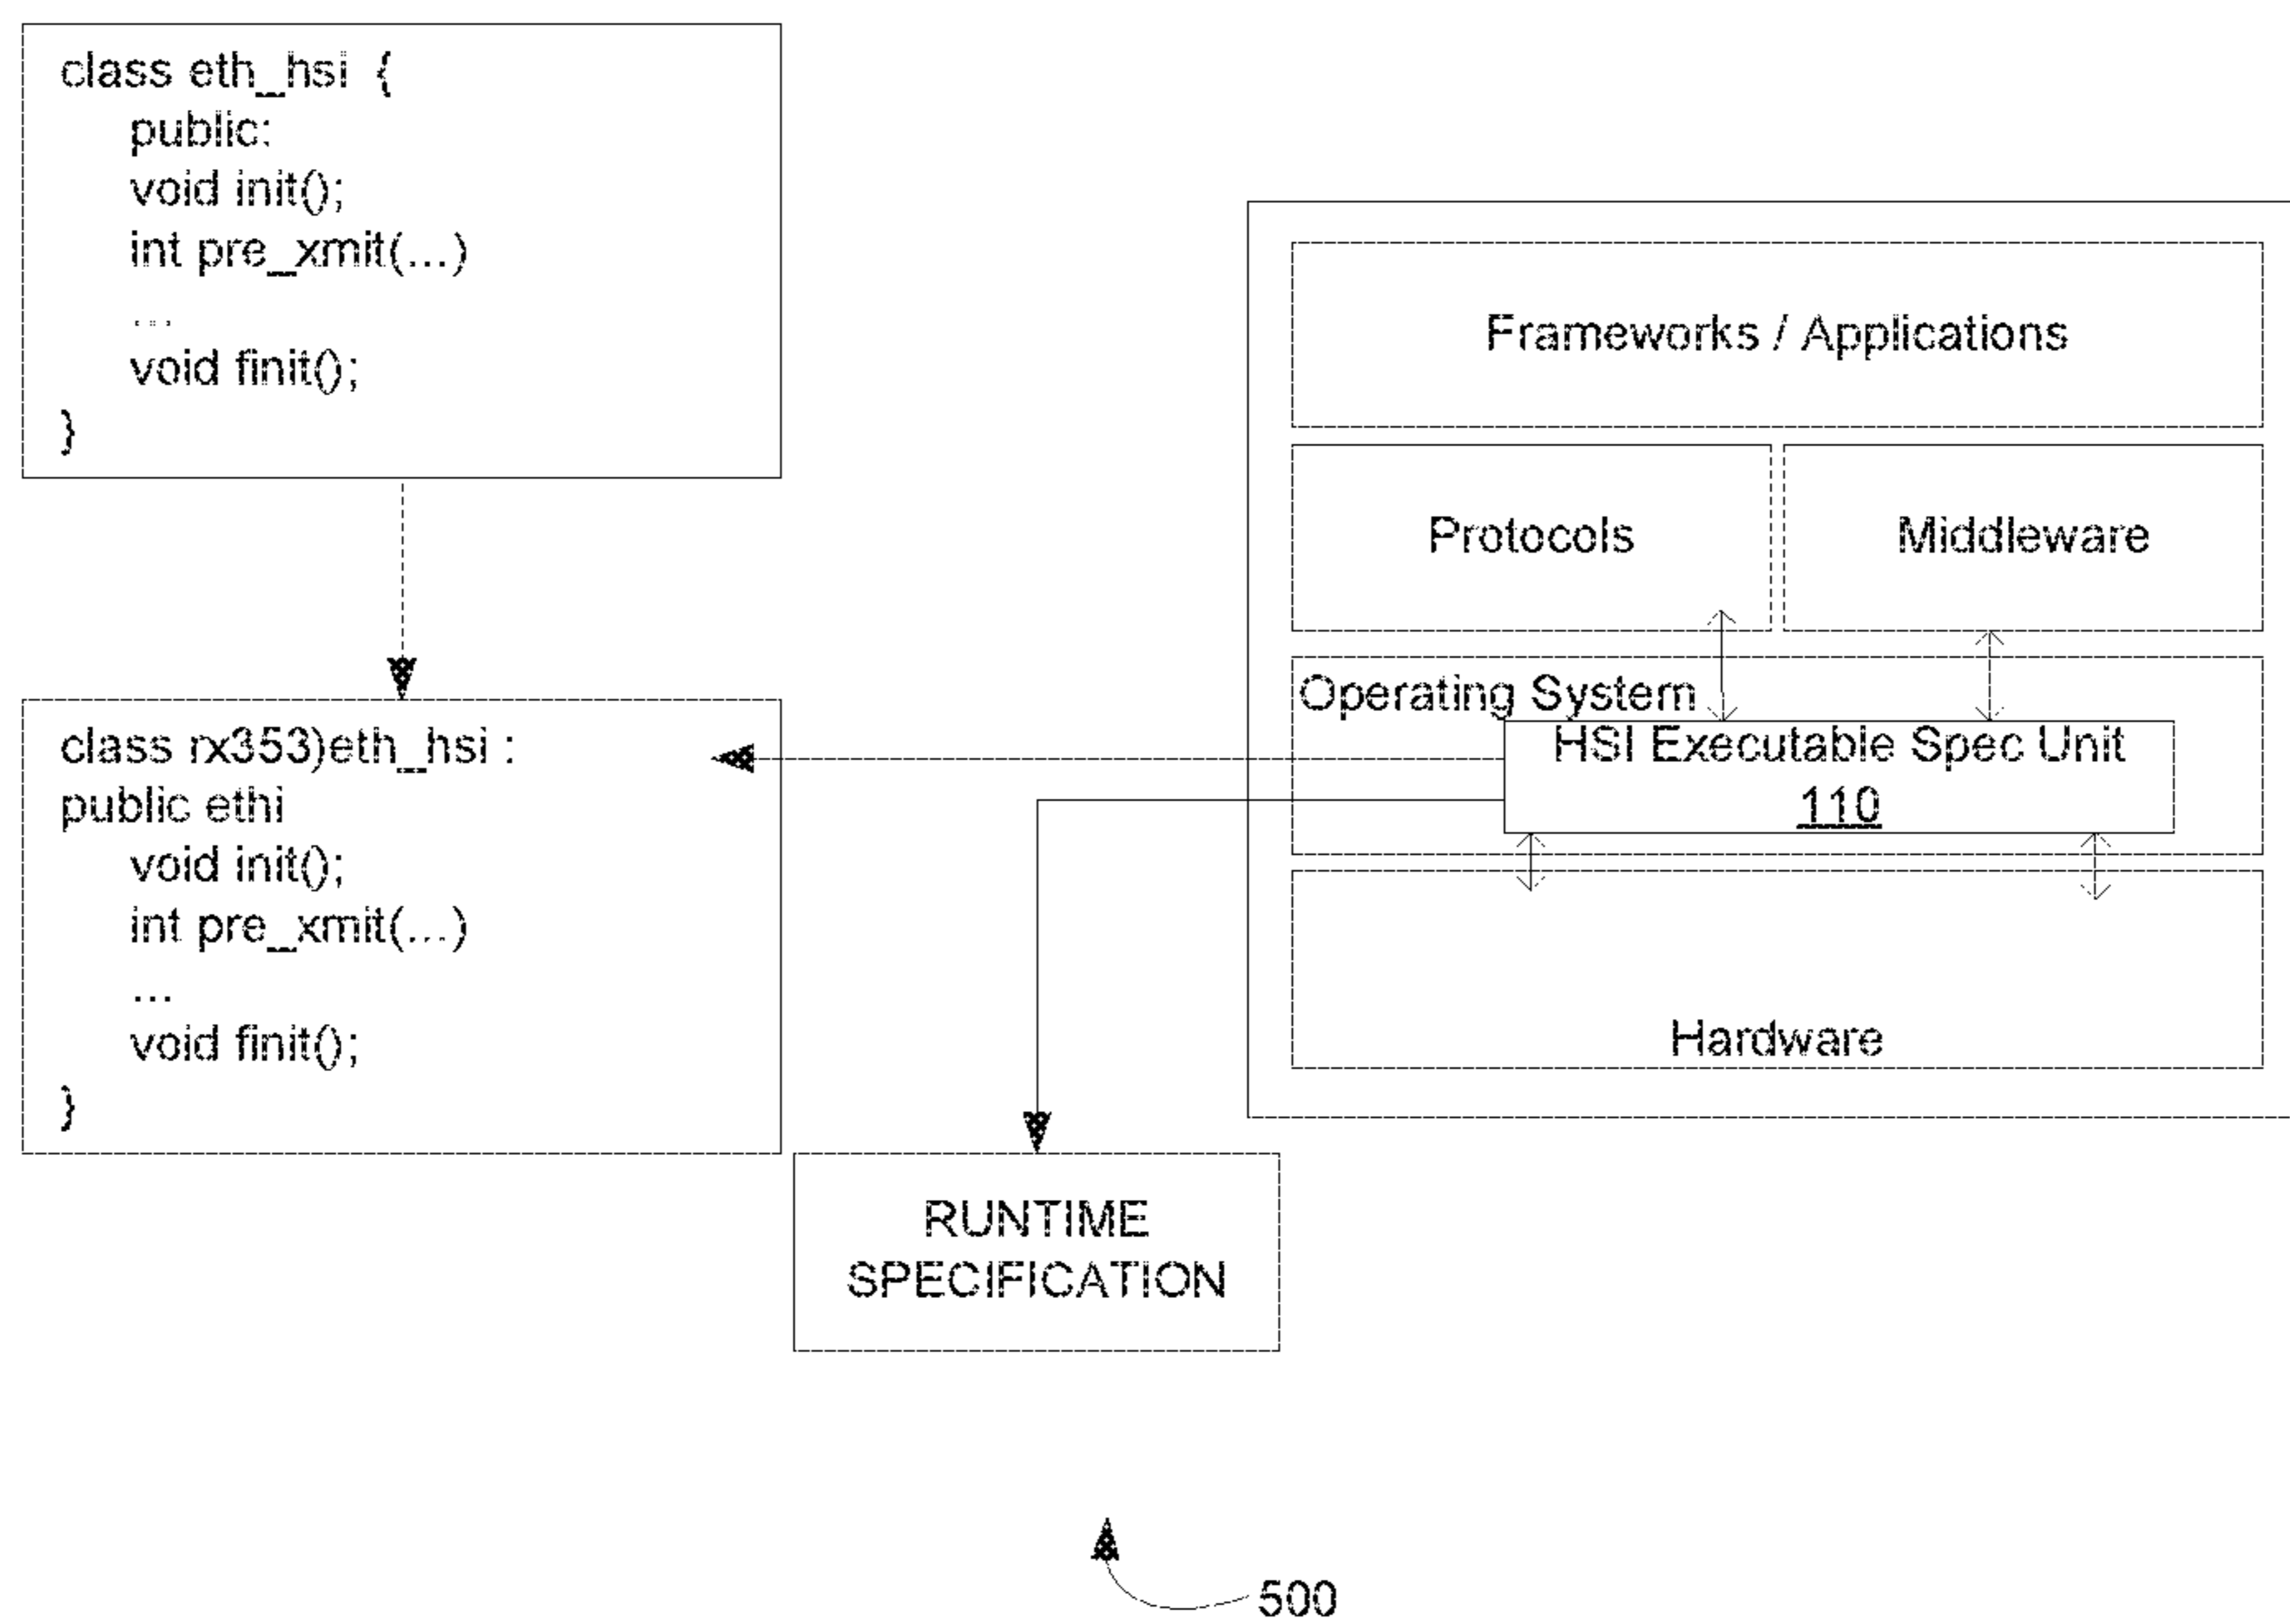 class eth_hsi {
public:
void init();
int pre_xmit(...)
...
void finit();
}
class rx353)eth_hsi :
public ethi
void init();
int pre_xmit(...)
...
void finit();
}
Frameworks / Applications
Protocols
Middleware
Operating System
HSI Executable Spec Unit
110
Hardware
RUNTIME
SPECIFICATION
500